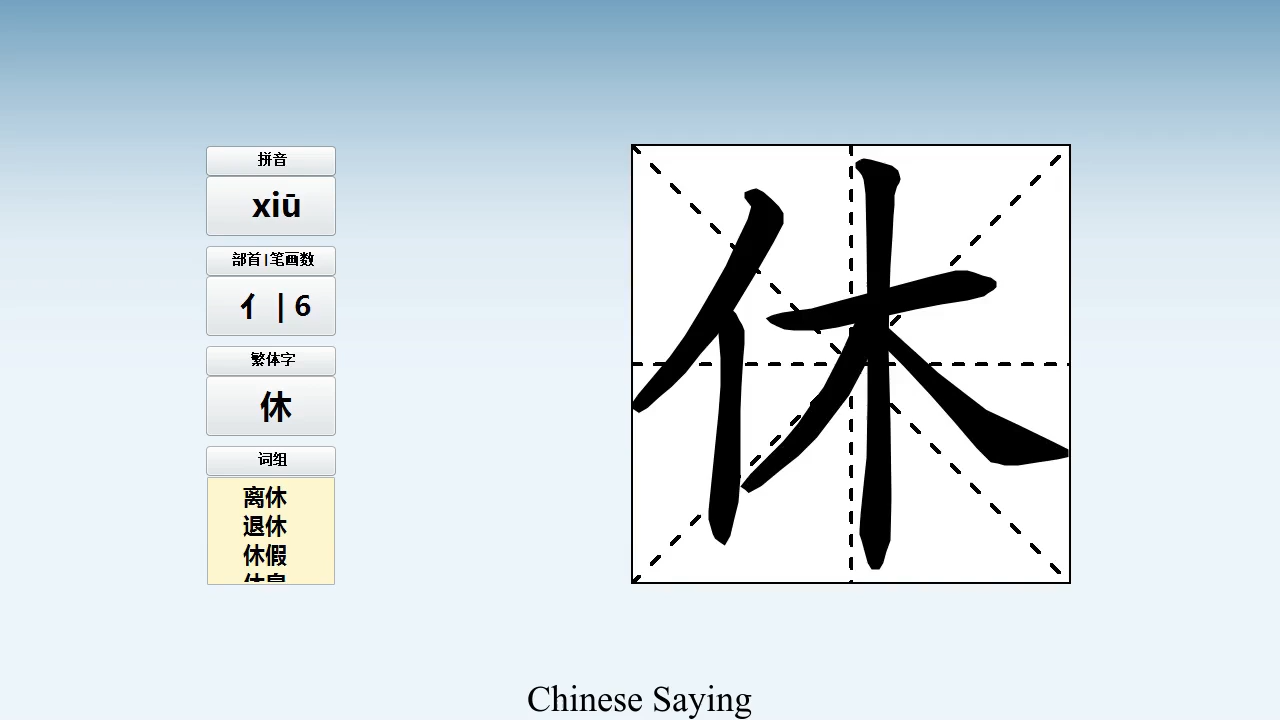 拼音
xiū
部首|笔画数
亻 | 6
繁体字
休
词组
离休
退休
休假
休
Chinese Saying